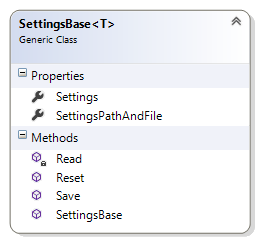 SettingsBase<T>
Generic Class
Properties
Settings
SettingsPathAndFile
Methods
Read
Reset
Save
SettingsBase